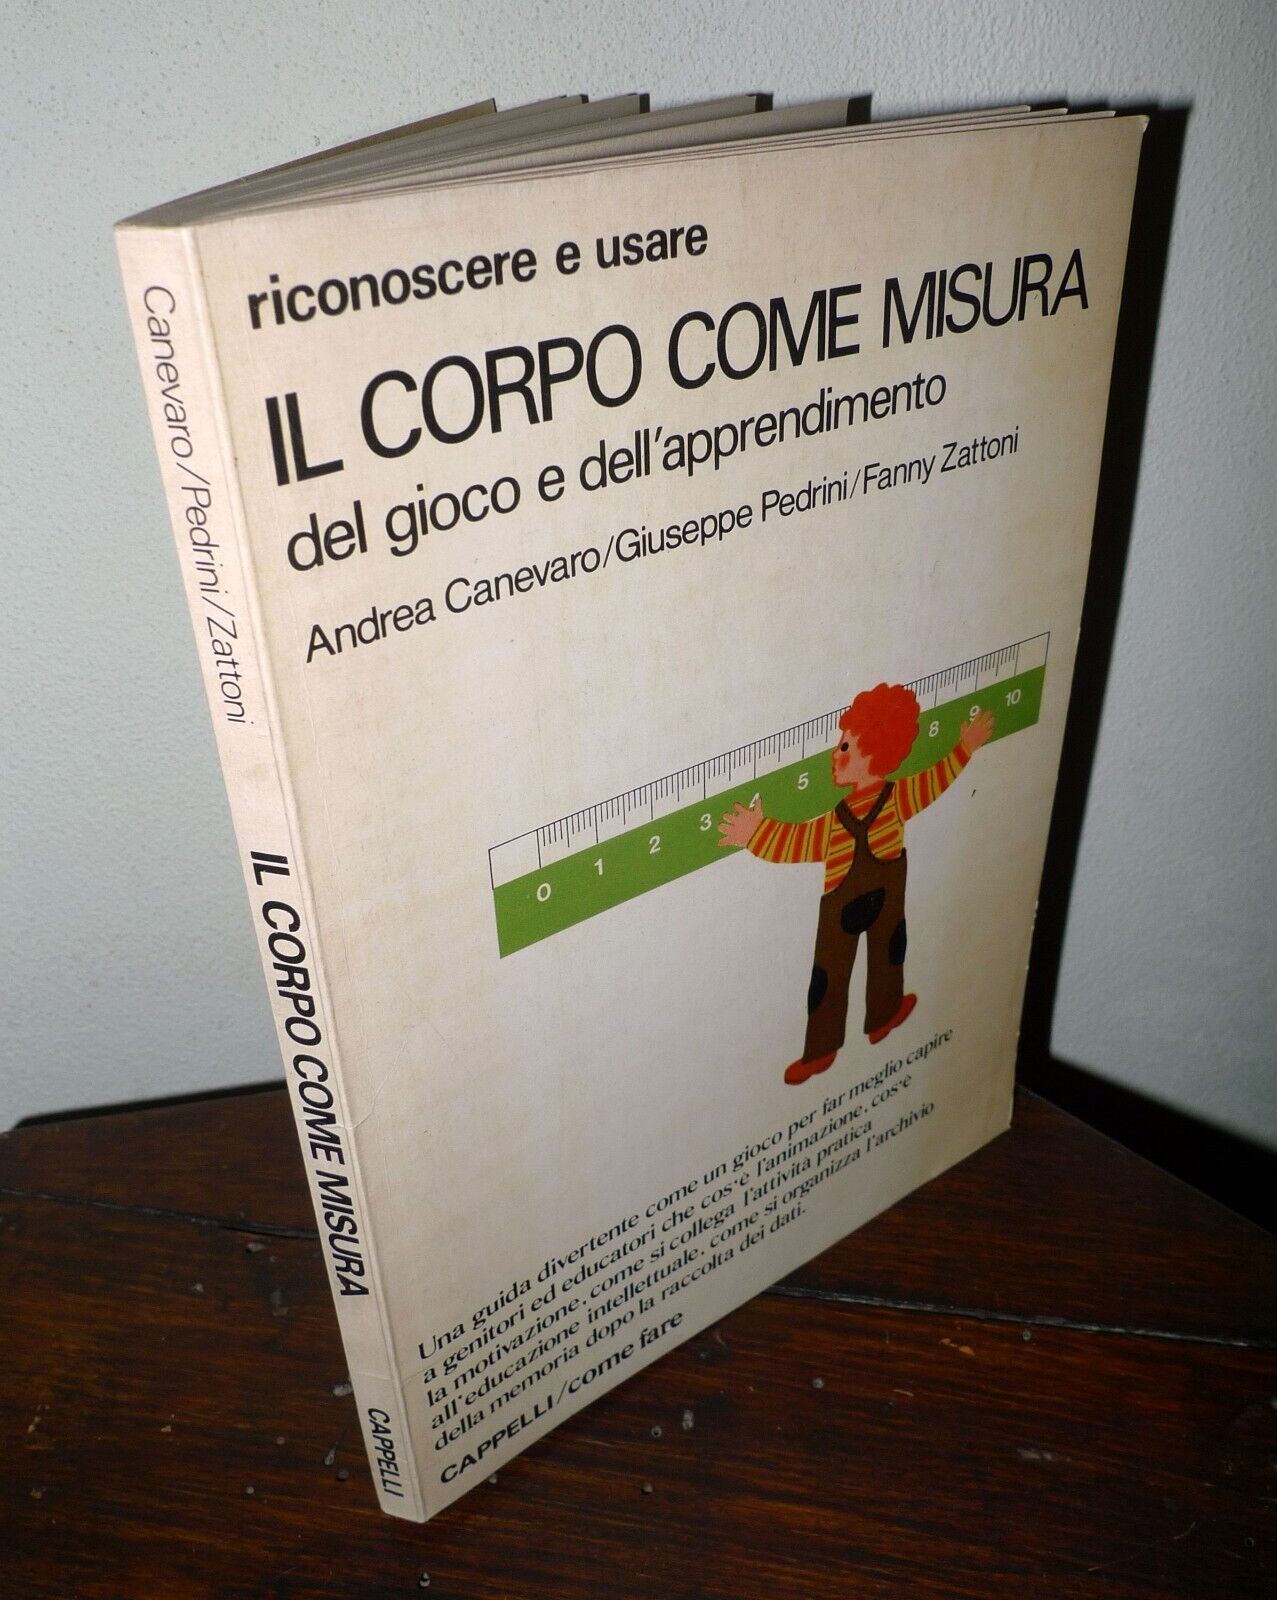 riconoscere e usare
IL CORPO COME MISURA
del gioco e dell'apprendimento
Andrea Canevaro/Giuseppe Pedrini/Fanny Zattoni
0 1 2 3 4 5 8 9 10
Una guida divertente come un gioco per far meglio capire
a genitori ed educatori che cos'è l'animazione, cos'è
la motivazione, come si collega l'attività pratica
all'educazione intellettuale, come si organizza l'archivio
della memoria dopo la raccolta dei dati.
CAPPELLI/come fare
Canevaro/Pedrini/Zattoni
IL CORPO COME MISURA
CAPPELLI